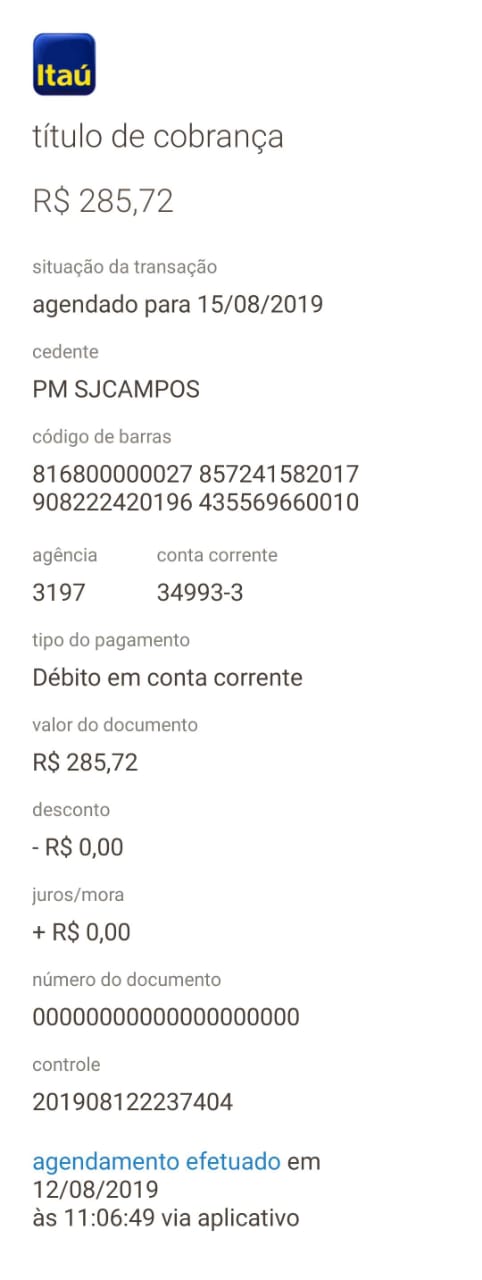 Itaú
título de cobrança
R$ 285,72
situação da transação
agendado para 15/08/2019
cedente
PM SJCAMPOS
código de barras
816800000027 857241582017
908222420196 435569660010
agência conta corrente
3197 34993-3
tipo do pagamento
Débito em conta corrente
valor do documento
R$ 285,72
desconto
- R$ 0,00
juros/mora
+ R$ 0,00
número do documento
00000000000000000000
controle
201908122237404
agendamento efetuado em
12/08/2019
às 11:06:49 via aplicativo